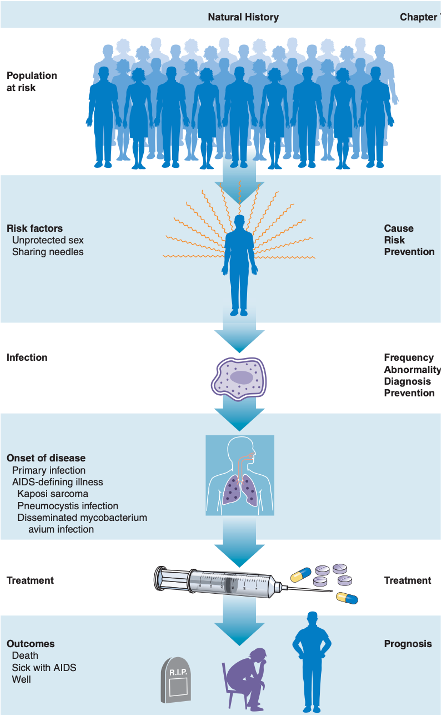 Natural History Chapter
Population
at risk
Risk factors
Unprotected sex
Sharing needles
Cause
Risk
Prevention
Infection
Frequency
Abnormality
Diagnosis
Prevention
Onset of disease
Primary infection
AIDS-defining illness
Kaposi sarcoma
Pneumocystis infection
Disseminated mycobacterium
avium infection
Treatment
Treatment
Outcomes
Death
Sick with AIDS
Well
R.I.P.
Prognosis